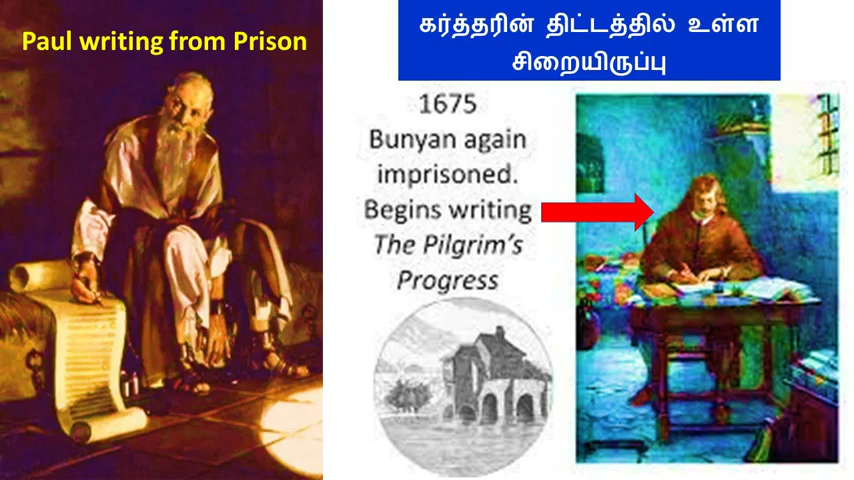 Paul writing from Prison
கர்த்தரின் திட்டத்தில் உள்ள
சிறையிருப்பு
1675
Bunyan again
imprisoned.
Begins writing
The Pilgrim's
Progress